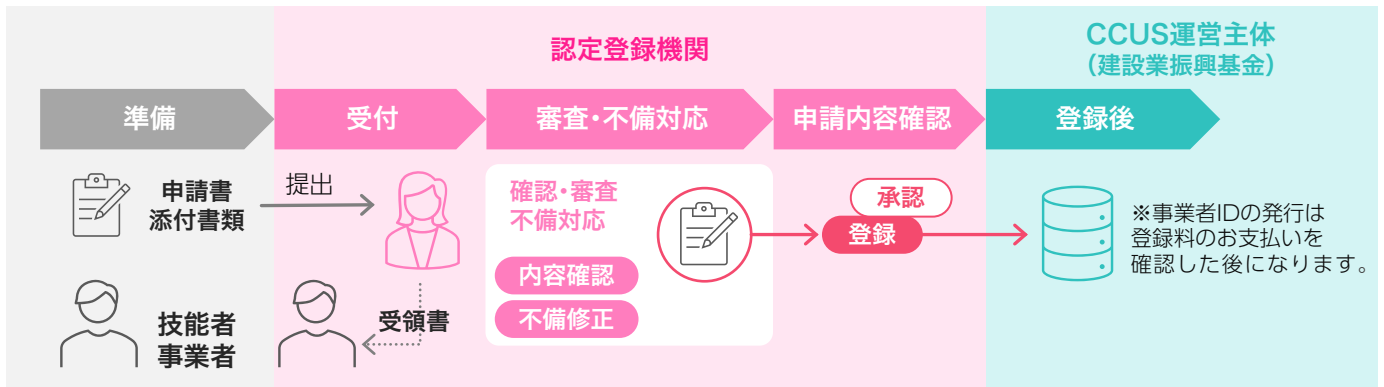 認定登録機関
CCUS運営主体
（建設業振興基金）
準備
受付
審査・不備対応
申請内容確認
登録後
申請書
添付書類
提出
技能者
事業者
受領書
確認・審査
不備対応
内容確認
不備修正
承認
登録
※事業者IDの発行は
登録料のお支払いを
確認した後になります。